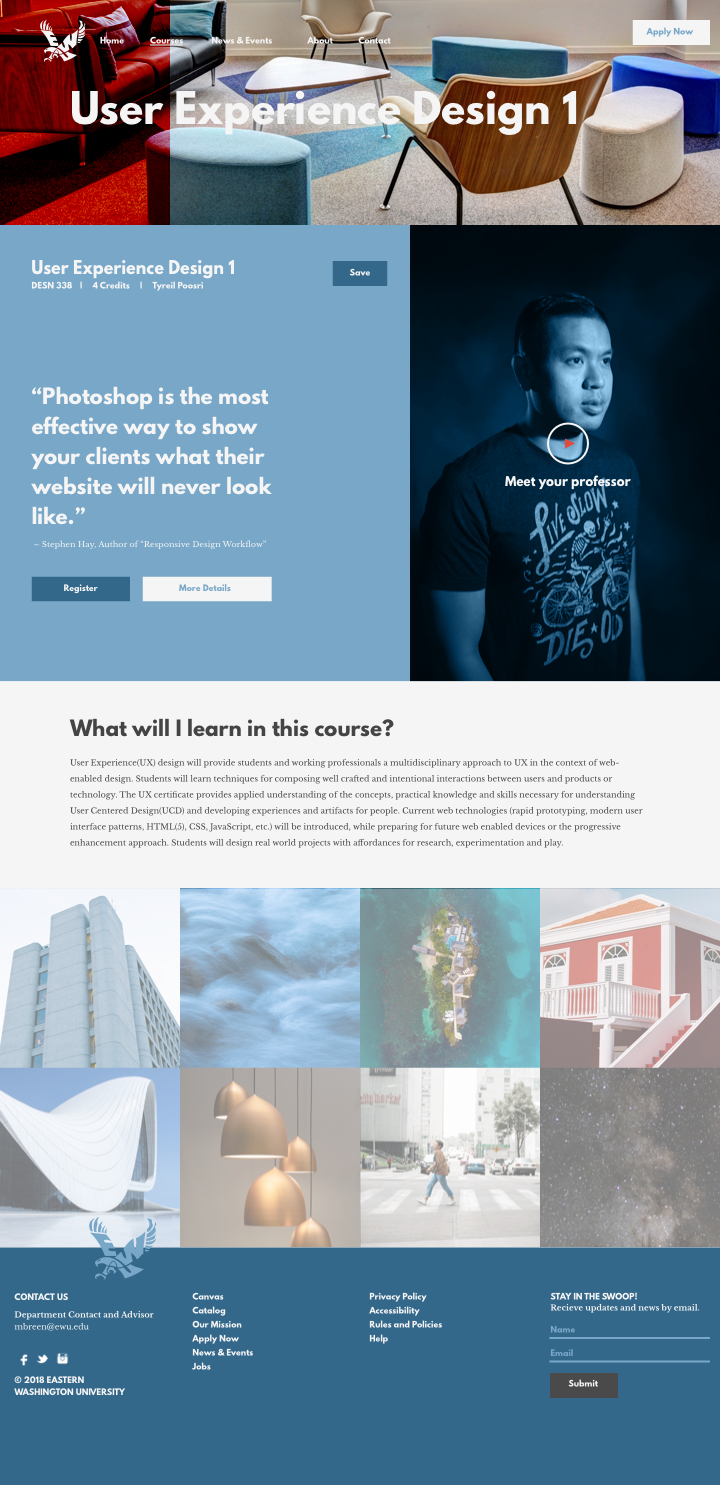 EW
Home
Courses
News & Events
About
Contact
Apply Now
User Experience Design 1
User Experience Design 1
Save
DESN 338 | 4 Credits | Tyreil Poosri
“Photoshop is the most
effective way to show
your clients what their
website will never look
like.”
– Stephen Hay, Author of “Responsive Design Workflow”
Register
More Details
Meet your professor
LIVE SLOW
DIE OLD
What will I learn in this course?
User Experience(UX) design will provide students and working professionals a multidisciplinary approach to UX in the context of web-
enabled design. Students will learn techniques for composing well crafted and intentional interactions between users and products or
technology. The UX certificate provides applied understanding of the concepts, practical knowledge and skills necessary for understanding
User Centered Design(UCD) and developing experiences and artifacts for people. Current web technologies (rapid prototyping, modern user
interface patterns, HTML(5), CSS, JavaScript, etc.) will be introduced, while preparing for future web enabled devices or the progressive
enhancement approach. Students will design real world projects with affordances for research, experimentation and play.
EW
CONTACT US
Department Contact and Advisor
mbreen@ewu.edu
© 2018 EASTERN
WASHINGTON UNIVERSITY
Canvas
Catalog
Our Mission
Apply Now
News & Events
Jobs
Privacy Policy
Accessibility
Rules and Policies
Help
STAY IN THE SWOOP!
Recieve updates and news by email.
Name
Email
Submit